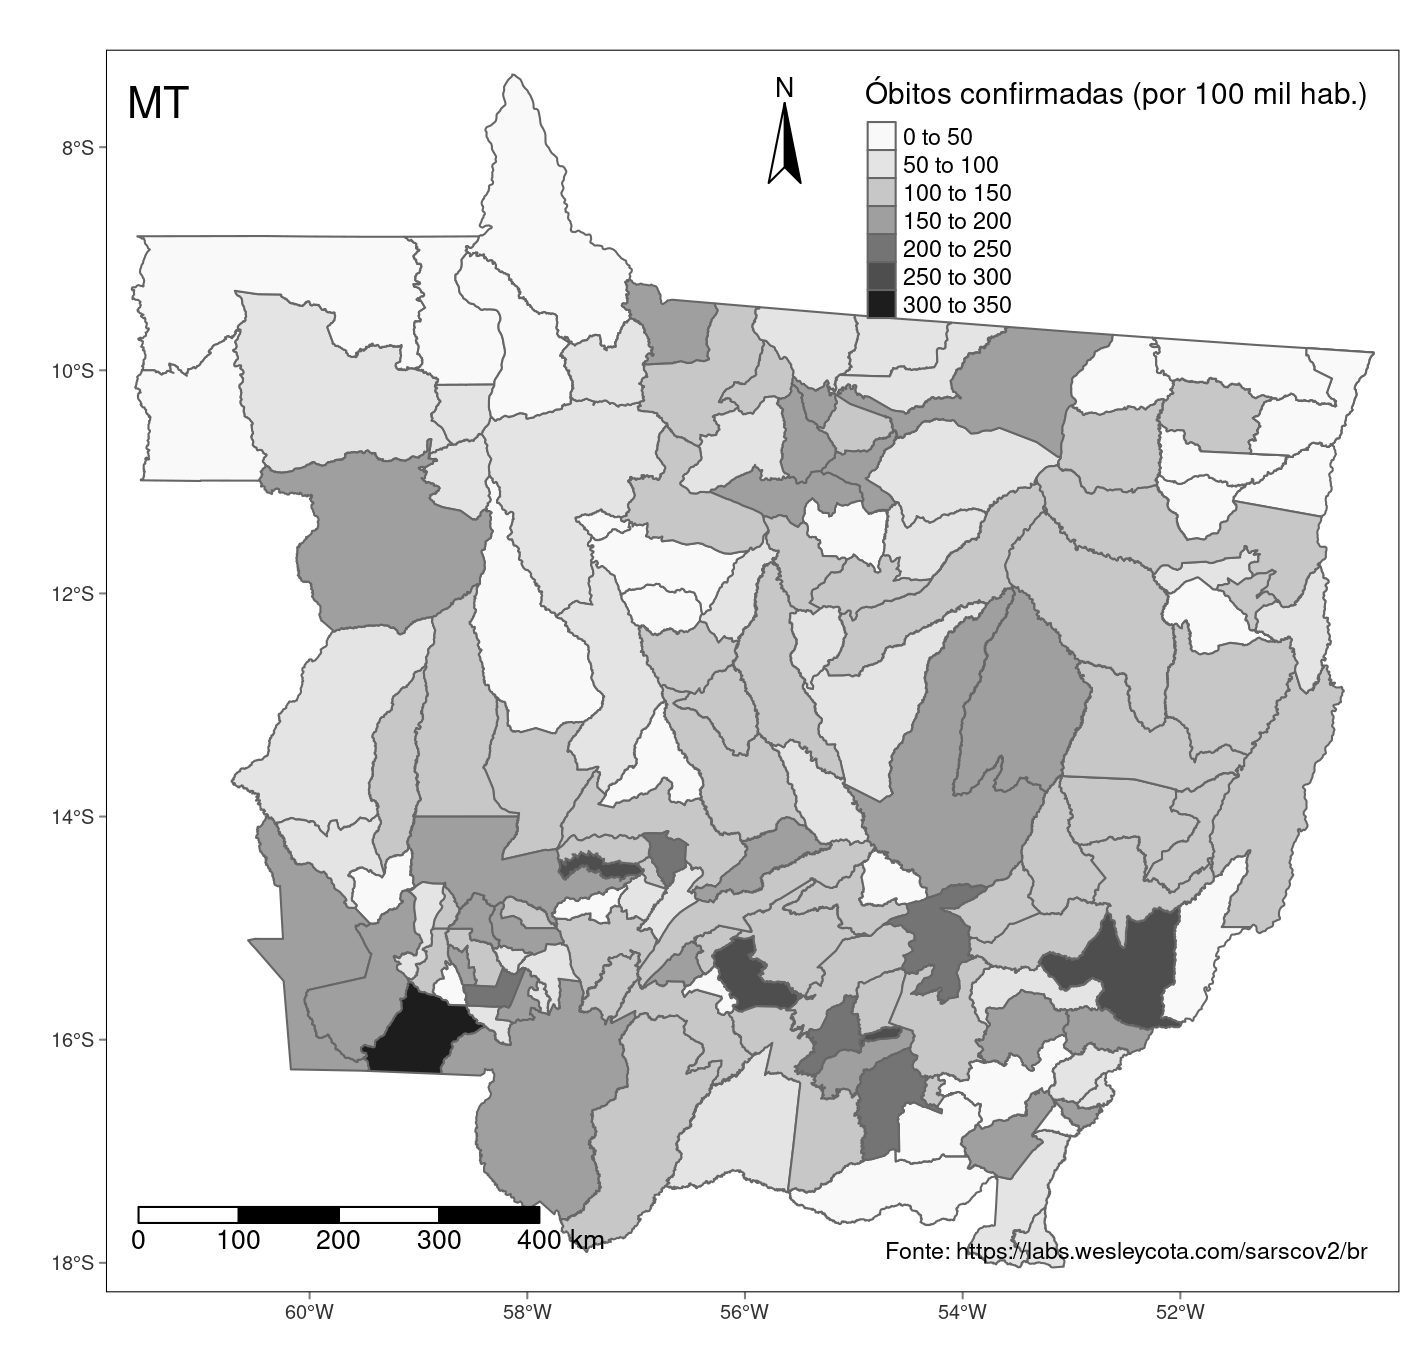 MT
N
Óbitos confirmadas (por 100 mil hab.)
0 to 50
50 to 100
100 to 150
150 to 200
200 to 250
250 to 300
300 to 350
8°S
10°S
12°S
14°S
16°S
18°S
0 100 200 300 400 km
Fonte: https://labs.wesleycota.com/sarscov2/br
60°W 58°W 56°W 54°W 52°W